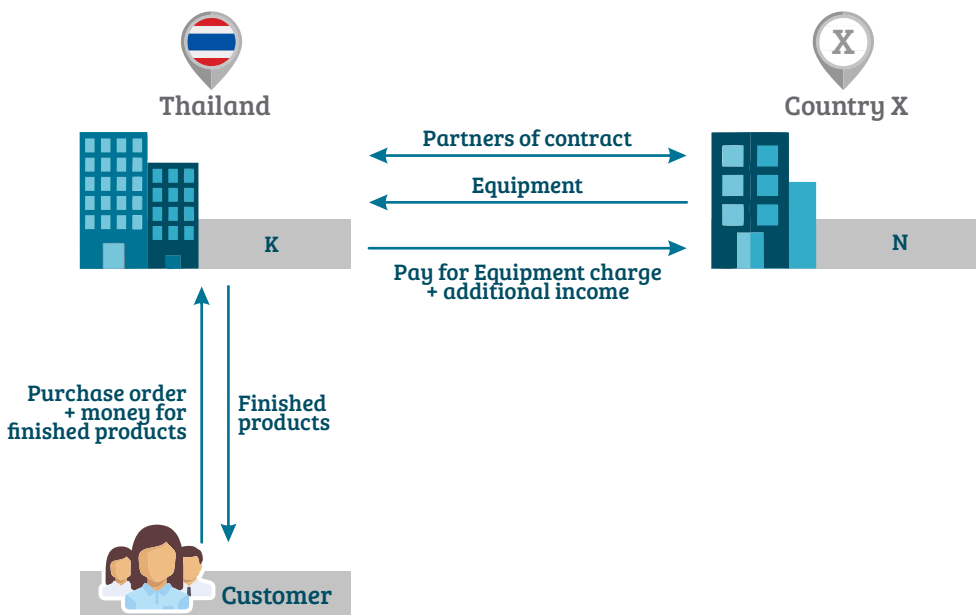 X
Thailand
Country X
Partners of contract
Equipment
K
N
Pay for Equipment charge
+ additional income
Purchase order
+ money for
finished products
Finished
products
Customer